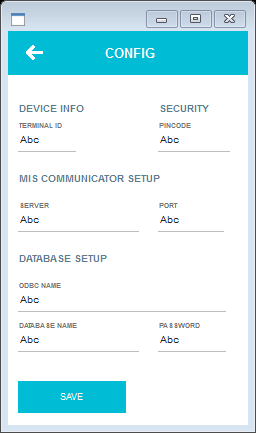 CONFIG
DEVICE INFO SECURITY
TERMINAL ID PINCODE
Abc Abc
MIS COMMUNICATOR SETUP
SERVER PORT
Abc Abc
DATABASE SETUP
ODBC NAME
Abc
DATABASE NAME PASSWORD
Abc Abc
SAVE